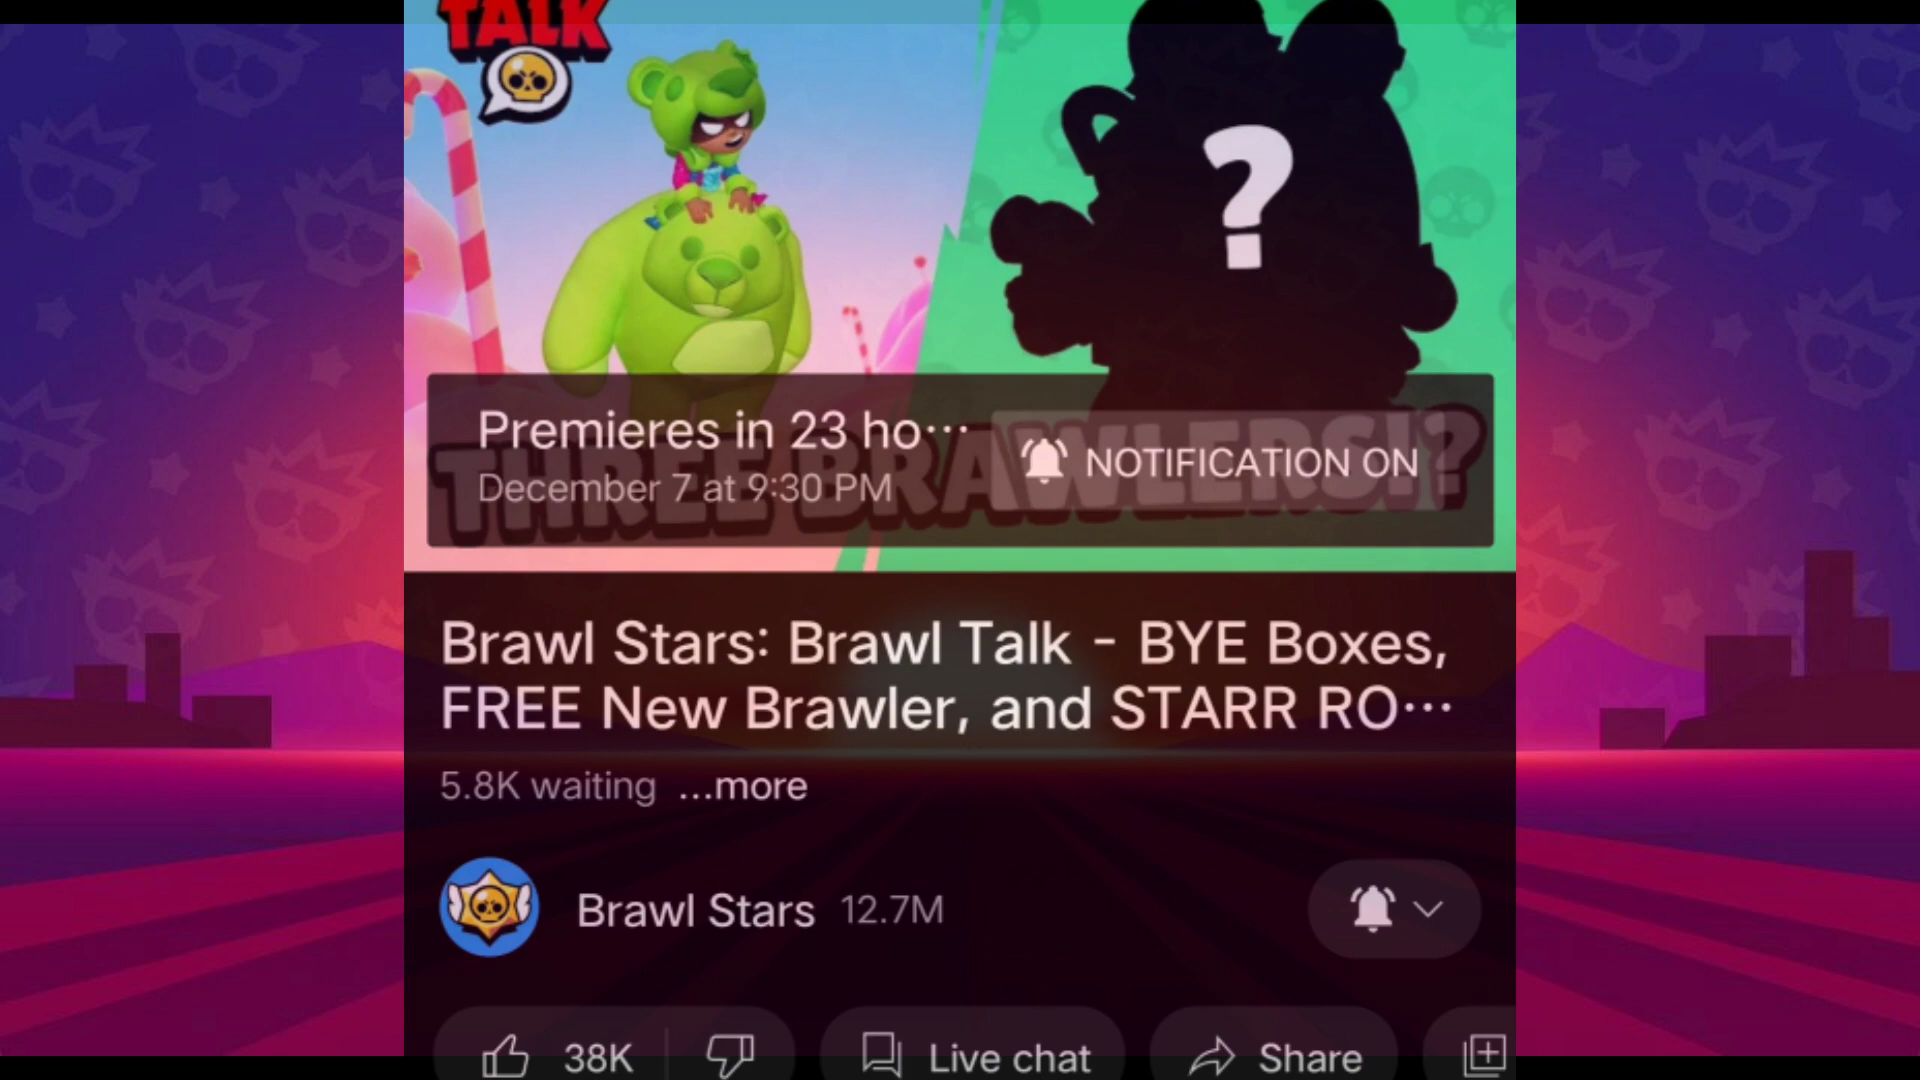 TALK
?
Premieres in 23 ho...
December 7 at 9:30 PM
NOTIFICATION ON
THREE BRAWLERS!?
Brawl Stars: Brawl Talk - BYE Boxes,
FREE New Brawler, and STARR RO...
5.8K waiting ...more
Brawl Stars 12.7M
38K
Live chat
Share